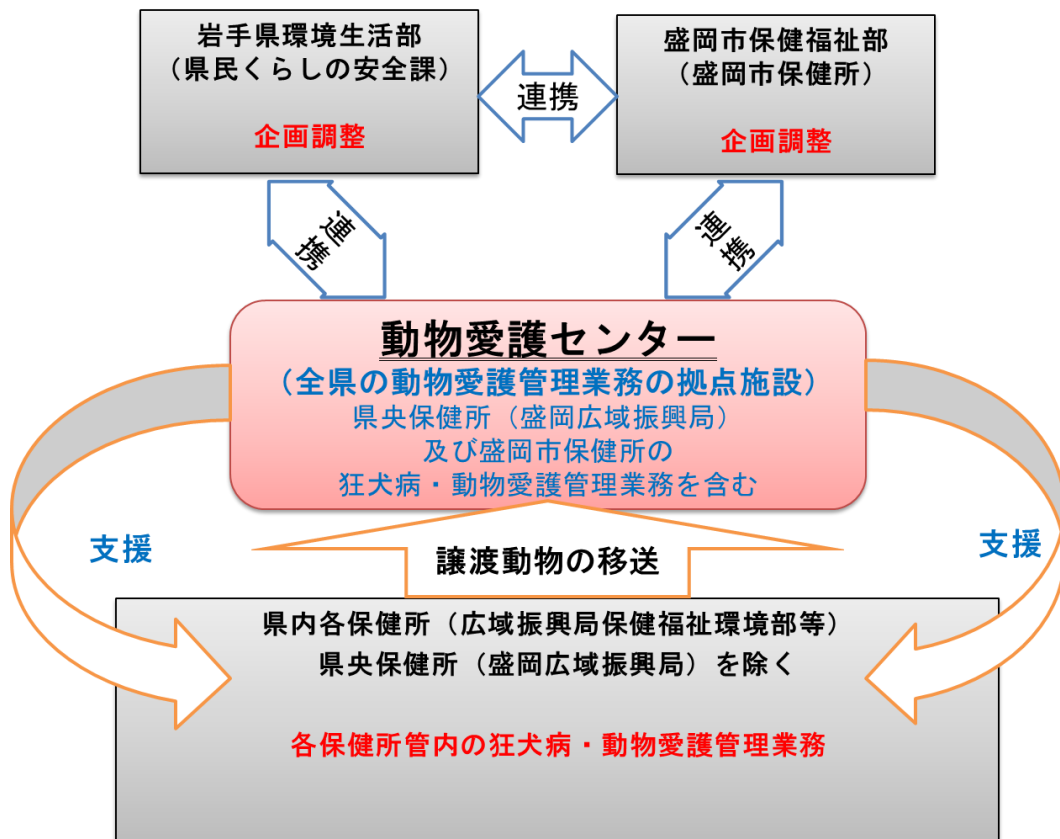 岩手県環境生活部
（県民くらしの安全課）
企画調整
連携
盛岡市保健福祉部
（盛岡市保健所）
企画調整
連携
連携
動物愛護センター
（全県の動物愛護管理業務の拠点施設）
県央保健所（盛岡広域振興局）
及び盛岡市保健所の
狂犬病・動物愛護管理業務を含む
支援
譲渡動物の移送
支援
県内各保健所（広域振興局保健福祉環境部等）
県央保健所（盛岡広域振興局）を除く
各保健所管内の狂犬病・動物愛護管理業務